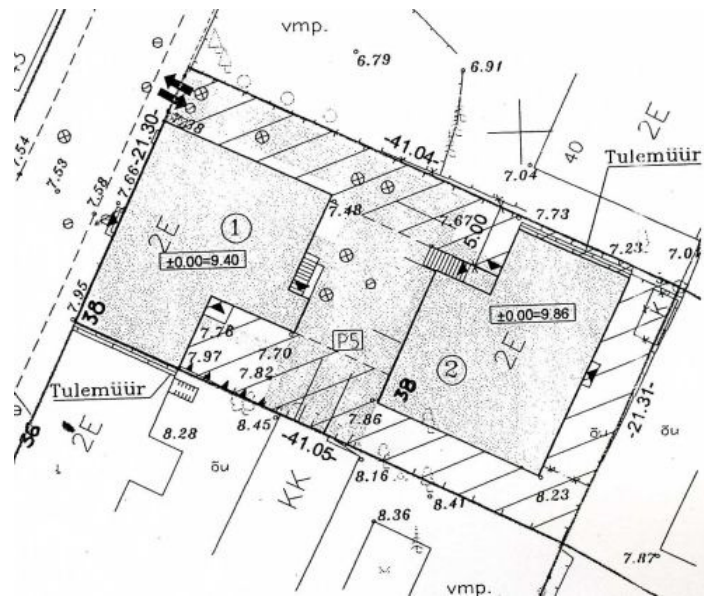 vmp.
6.79
6.91
2E
40
Tulemüür
-41.04-
7.04
7.54
7.53
7.58
7.66
-21.30-
7.38
7.48
7.67
5.00
7.73
7.23
7.04
1
2E
±0.00=9.40
±0.00=9.86
2E
K
7.95
38
7.78
7.97
7.70
7.82
P5
38
2
-21.31-
Tulemüür
7.86
36
2E
8.28
õu
8.45
-41.05-
KK
8.16
8.41
8.23
õu
õu
8.36
7.87
vmp.